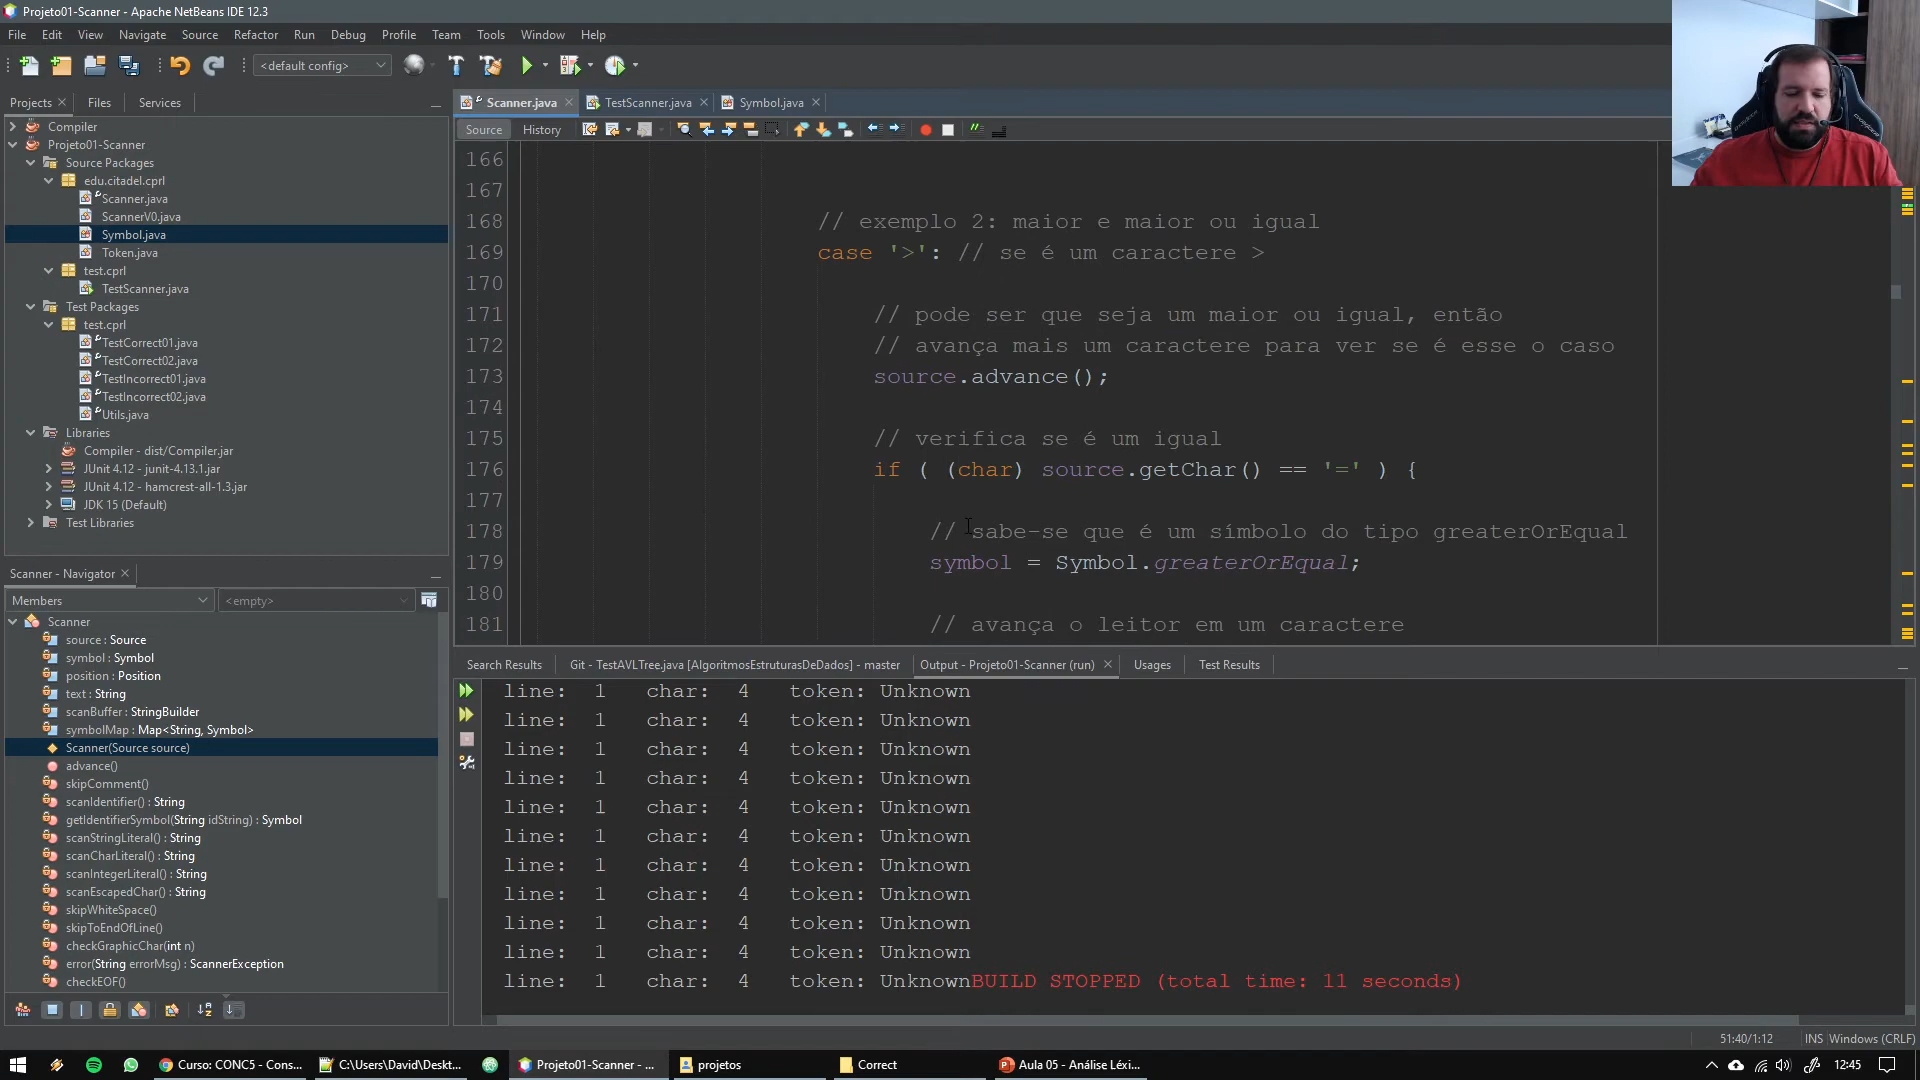 Projeto01-Scanner - Apache NetBeans IDE 12.3
File Edit View Navigate Source Refactor Run Debug Profile Team Tools Window Help
<default config>
Projects Files Services
Compiler
Projeto01-Scanner
Source Packages
edu.citadel.cprl
Scanner.java
ScannerV0.java
Symbol.java
Token.java
test.cprl
TestScanner.java
Test Packages
test.cprl
TestCorrect01.java
TestCorrect02.java
TestIncorrect01.java
TestIncorrect02.java
Utils.java
Libraries
Compiler - dist/Compiler.jar
JUnit 4.12 - junit-4.13.1.jar
JUnit 4.12 - hamcrest-all-1.3.jar
JDK 15 (Default)
Test Libraries
Scanner - Navigator
Members <empty>
Scanner
source : Source
symbol : Symbol
position : Position
text : String
scanBuffer : StringBuilder
symbolMap : Map<String, Symbol>
Scanner(Source source)
advance()
skipComment()
scanIdentifier() : String
getIdentifierSymbol(String idString) : Symbol
scanStringLiteral() : String
scanCharLiteral() : String
scanIntegerLiteral() : String
scanEscapedChar() : String
skipWhiteSpace()
skipToEndOfLine()
checkGraphicChar(int n)
error(String errorMsg) : ScannerException
checkEOF()
Scanner.java TestScanner.java Symbol.java
Source History
166
167
168 // exemplo 2: maior e maior ou igual
169 case '>': // se é um caractere >
170
171 // pode ser que seja um maior ou igual, então
172 // avança mais um caractere para ver se é esse o caso
173 source.advance();
174
175 // verifica se é um igual
176 if ( (char) source.getChar() == '=' ) {
177
178 // sabe-se que é um símbolo do tipo greaterOrEqual
179 symbol = Symbol.greaterOrEqual;
180
181 // avança o leitor em um caractere
Search Results Git - TestAVLTree.java [AlgoritmosEstruturasDeDados] - master Output - Projeto01-Scanner (run) Usages Test Results
line: 1 char: 4 token: Unknown
line: 1 char: 4 token: Unknown
line: 1 char: 4 token: Unknown
line: 1 char: 4 token: Unknown
line: 1 char: 4 token: Unknown
line: 1 char: 4 token: Unknown
line: 1 char: 4 token: Unknown
line: 1 char: 4 token: Unknown
line: 1 char: 4 token: Unknown
line: 1 char: 4 token: Unknown
line: 1 char: 4 token: UnknownBUILD STOPPED (total time: 11 seconds)
51:40/1:12 INS Windows (CRLF)
Curso: CONC5 - Cons... C:\Users\David\Deskt... Projeto01-Scanner - ... projetos Correct Aula 05 - Análise Léxi... 12:45